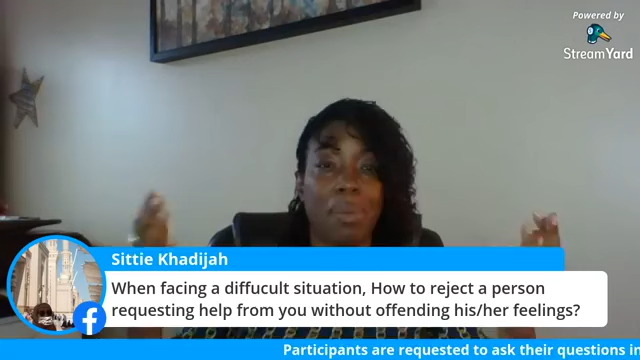 Powered by
StreamYard
Sittie Khadijah
When facing a diffucult situation, How to reject a person
requesting help from you without offending his/her feelings?
Participants are requested to ask their questions in